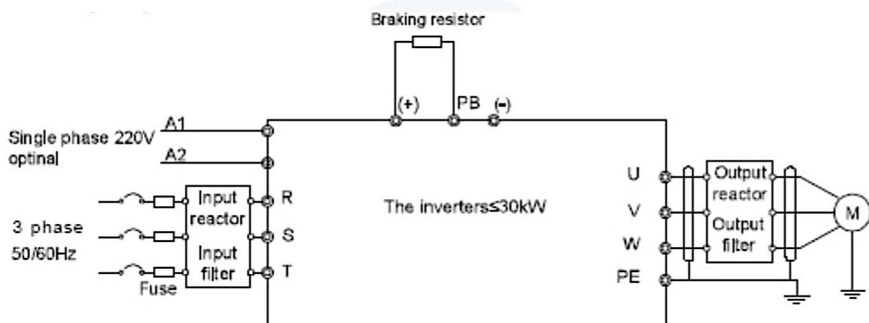 Braking resistor
(+) PB (-)
A1
Single phase 220V
optinal
A2
Input
reactor
Input
filter
R
S
T
3 phase
50/60Hz
Fuse
The inverters≤30kW
U
V
W
PE
Output
reactor
Output
filter
M